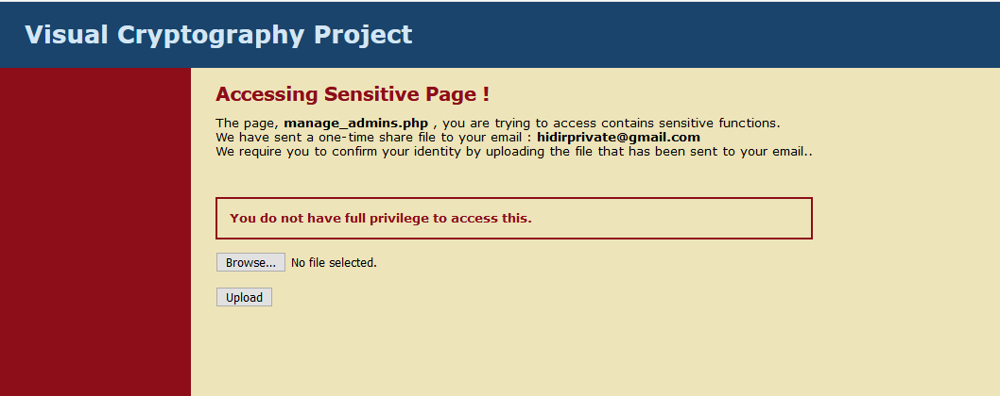 Visual Cryptography Project
Accessing Sensitive Page !
The page, manage_admins.php , you are trying to access contains sensitive functions.
We have sent a one-time share file to your email : hidirprivate@gmail.com
We require you to confirm your identity by uploading the file that has been sent to your email..
You do not have full privilege to access this.
Browse... No file selected.
Upload